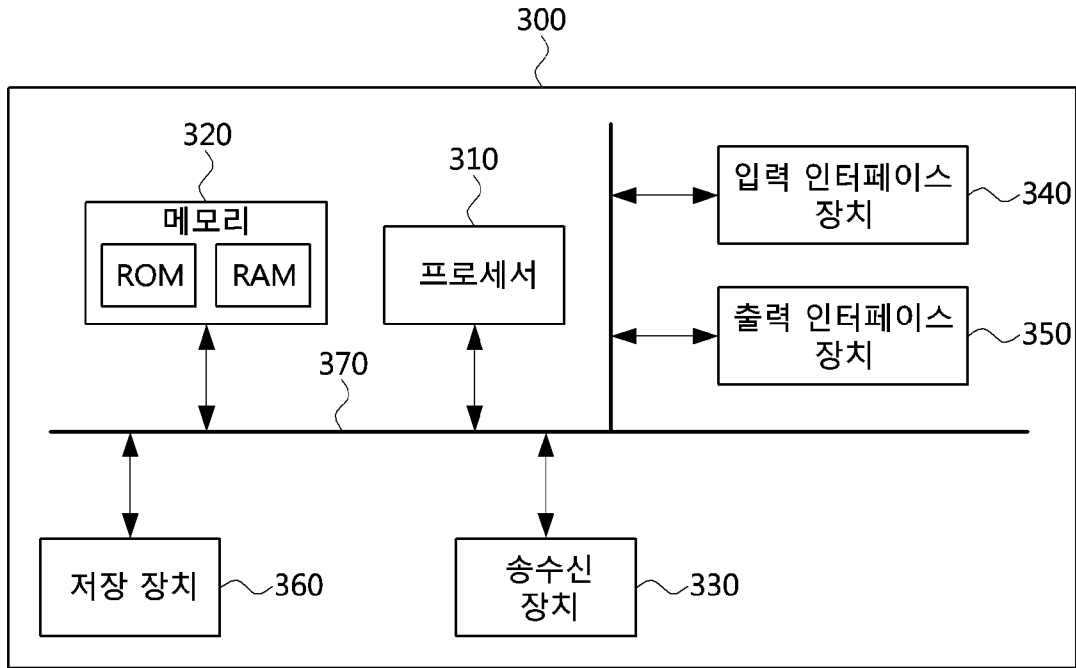 300
320
310
메모리
ROM
RAM
프로세서
입력 인터페이스
장치
340
출력 인터페이스
장치
350
370
저장 장치
360
송수신
장치
330